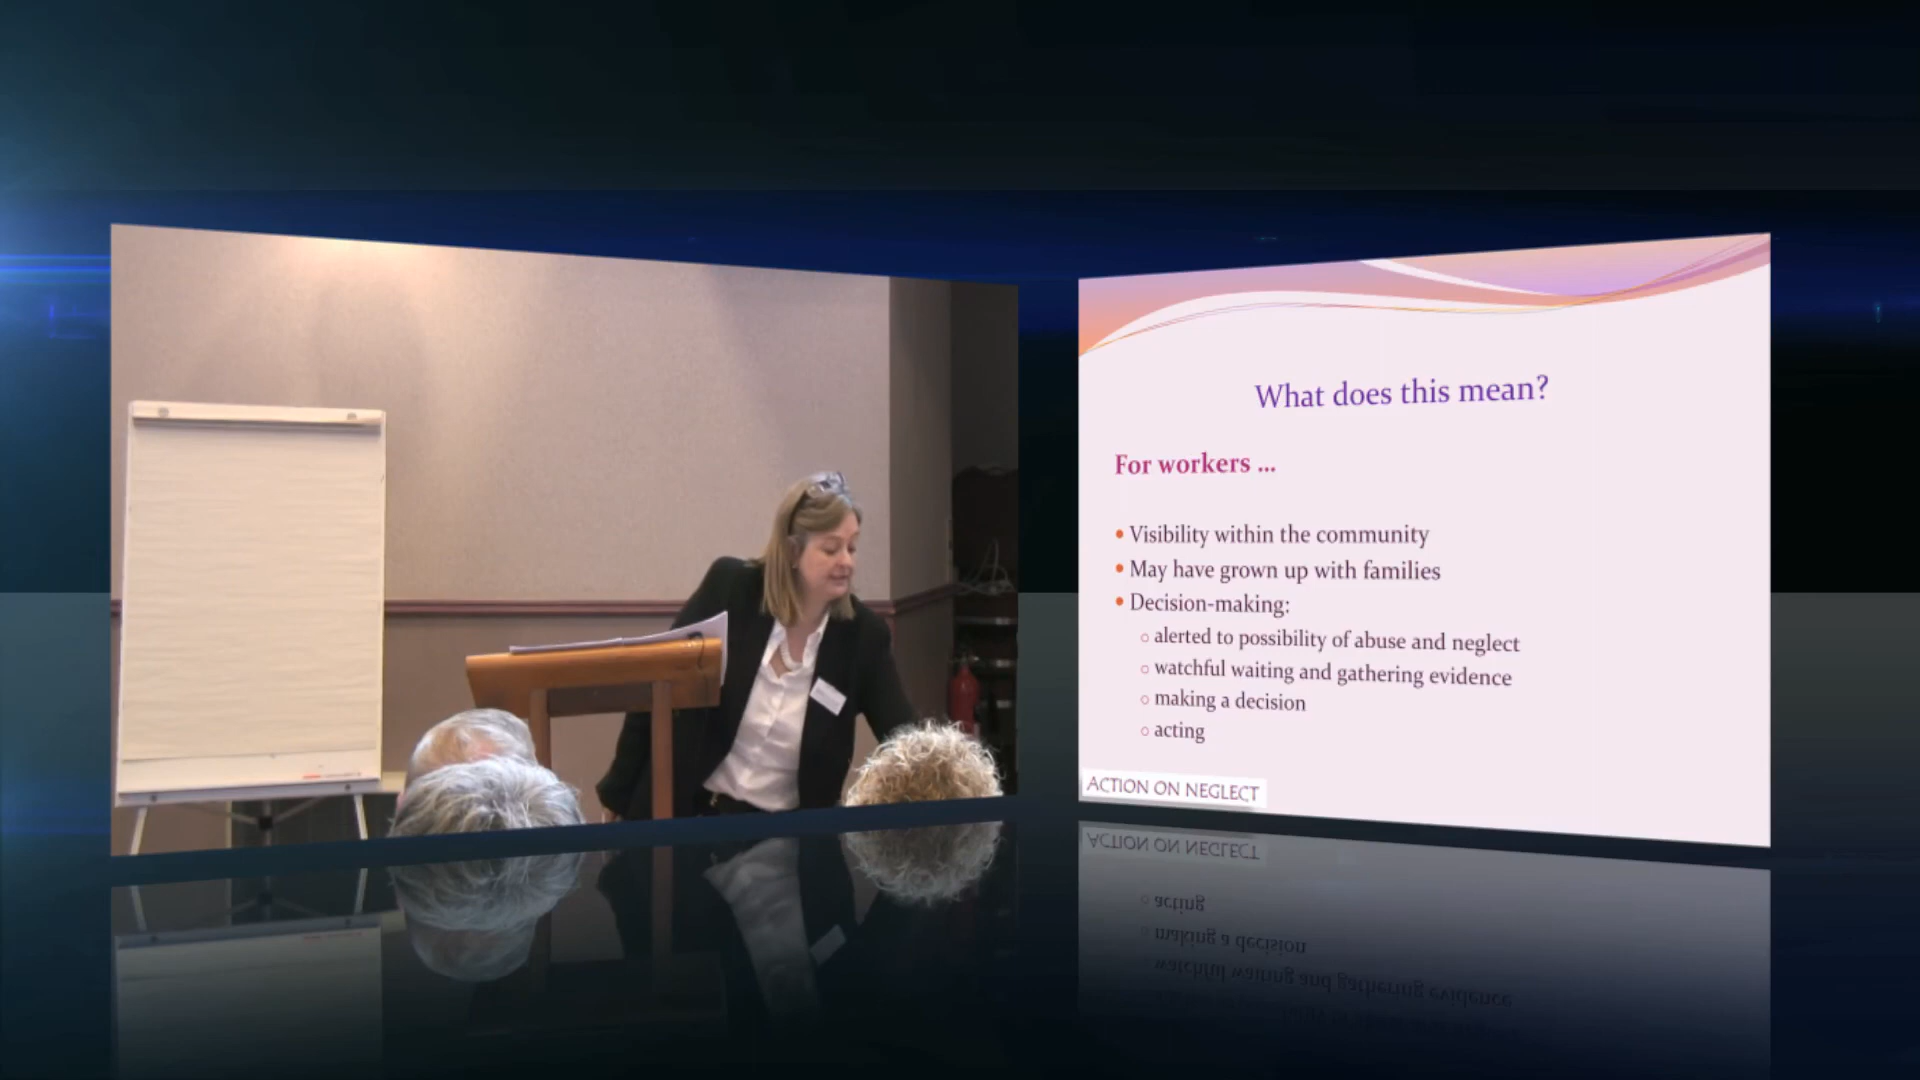 What does this mean?
For workers ...
• Visibility within the community
• May have grown up with families
• Decision-making:
○ alerted to possibility of abuse and neglect
○ watchful waiting and gathering evidence
○ making a decision
○ acting
ACTION ON NEGLECT